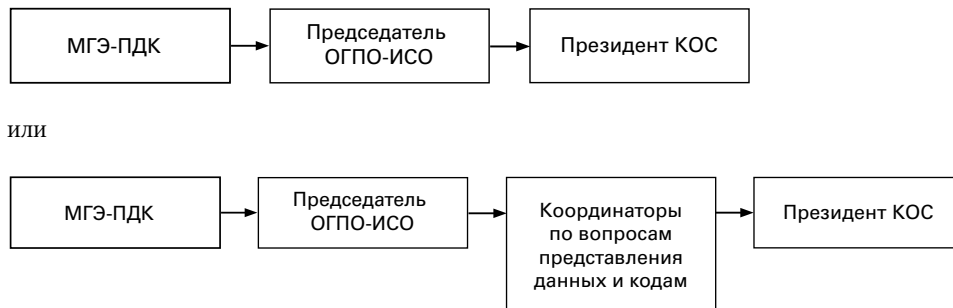 МГЭ-ПДК
Председатель
ОГПО-ИСО
Президент КОС
или
МГЭ-ПДК
Председатель
ОГПО-ИСО
Координаторы
по вопросам
представления
данных и кодам
Президент КОС